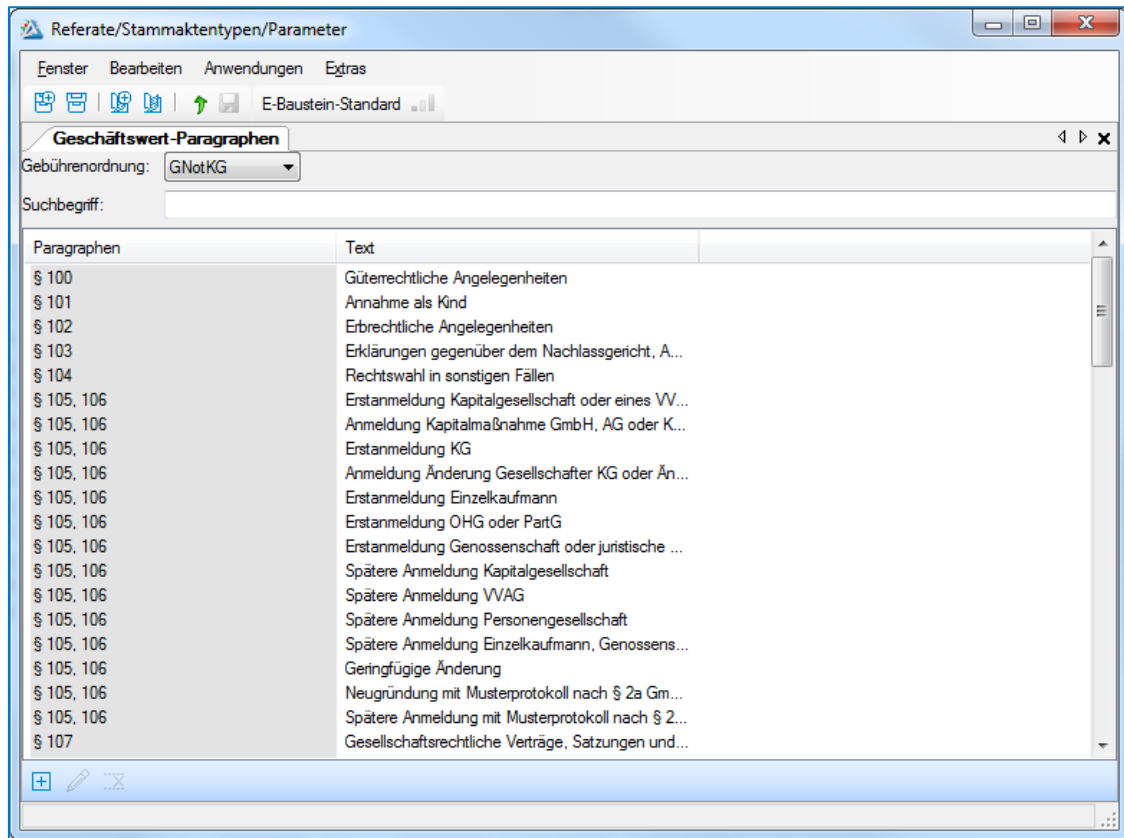 Referate/Stammaktentypen/Parameter
Fenster Bearbeiten Anwendungen Extras
E-Baustein-Standard
Geschäftswert-Paragraphen
Gebührenordnung: GNotKG
Suchbegriff:
Paragraphen Text
§ 100 Güterrechtliche Angelegenheiten
§ 101 Annahme als Kind
§ 102 Erbrechtliche Angelegenheiten
§ 103 Erklärungen gegenüber dem Nachlassgericht, A...
§ 104 Rechtswahl in sonstigen Fällen
§ 105, 106 Erstanmeldung Kapitalgesellschaft oder eines VV...
§ 105, 106 Anmeldung Kapitalmaßnahme GmbH, AG oder K...
§ 105, 106 Erstanmeldung KG
§ 105, 106 Anmeldung Änderung Gesellschafter KG oder Än...
§ 105, 106 Erstanmeldung Einzelkaufmann
§ 105, 106 Erstanmeldung OHG oder PartG
§ 105, 106 Erstanmeldung Genossenschaft oder juristische ...
§ 105, 106 Spätere Anmeldung Kapitalgesellschaft
§ 105, 106 Spätere Anmeldung VVAG
§ 105, 106 Spätere Anmeldung Personengesellschaft
§ 105, 106 Spätere Anmeldung Einzelkaufmann, Genossens...
§ 105, 106 Geringfügige Änderung
§ 105, 106 Neugründung mit Musterprotokoll nach § 2a Gm...
§ 105, 106 Spätere Anmeldung mit Musterprotokoll nach § 2...
§ 107 Gesellschaftsrechtliche Verträge, Satzungen und...